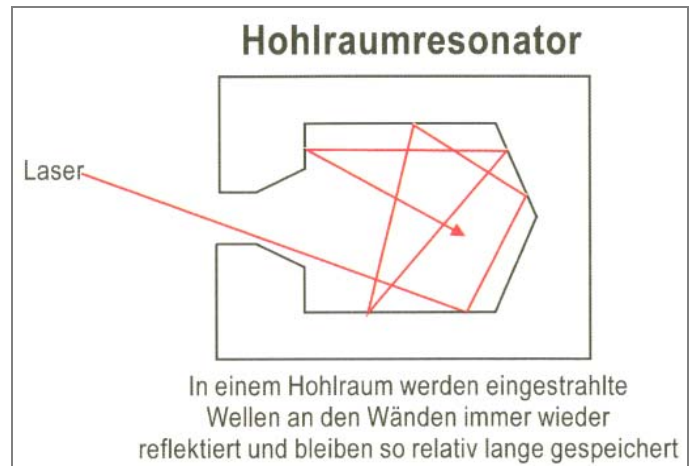 Hohlraumresonator
Laser
In einem Hohlraum werden eingestrahlte
Wellen an den Wänden immer wieder
reflektiert und bleiben so relativ lange gespeichert